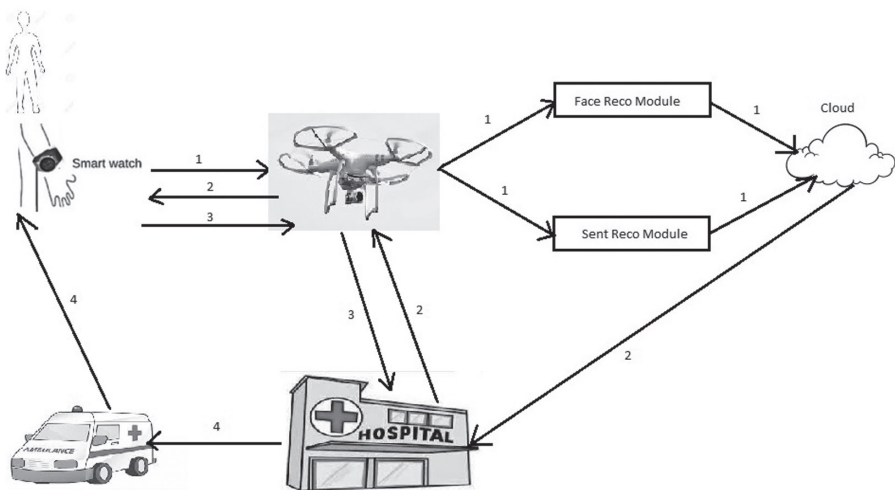 Smart watch
1
2
3
1
1
Face Reco Module
Sent Reco Module
1
1
Cloud
4
3
2
2
4
AMBULANCE
HOSPITAL